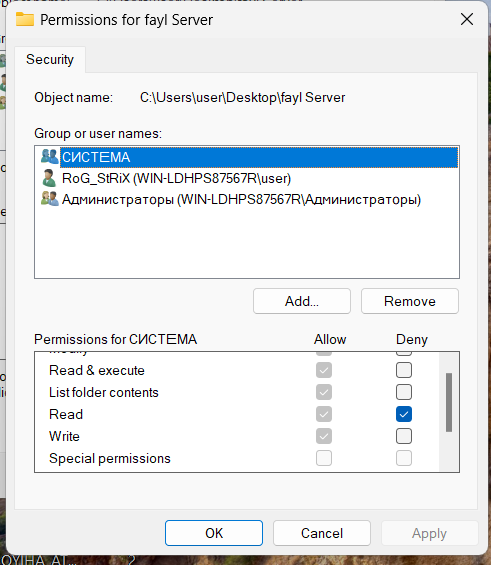 Permissions for fayl Server
Security
Object name: C:\Users\user\Desktop\fayl Server
Group or user names:
СИСТЕМА
RoG_StRiX (WIN-LDHPS87567R\user)
Администраторы (WIN-LDHPS87567R\Администраторы)
Add... Remove
Permissions for СИСТЕМА Allow Deny
Modify
Read & execute
List folder contents
Read
Write
Special permissions
OK Cancel Apply